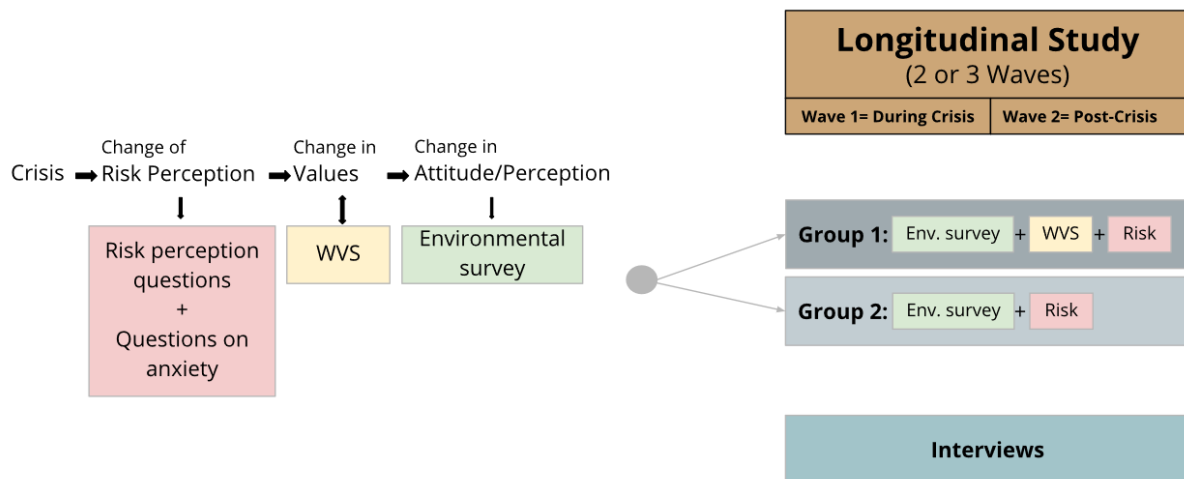 Longitudinal Study
(2 or 3 Waves)
Wave 1= During Crisis
Wave 2= Post-Crisis
Crisis
Change of
Risk Perception
Change in
Values
Change in
Attitude/Perception
Risk perception
questions
+
Questions on
anxiety
WVS
Environmental
survey
Group 1: Env. survey + WVS + Risk
Group 2: Env. survey + Risk
Interviews